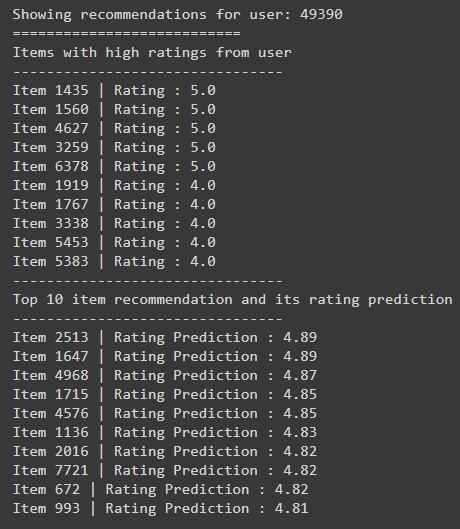 Showing recommendations for user: 49390
===========================
Items with high ratings from user
--------------------------------
Item 1435 | Rating : 5.0
Item 1560 | Rating : 5.0
Item 4627 | Rating : 5.0
Item 3259 | Rating : 5.0
Item 6378 | Rating : 5.0
Item 1919 | Rating : 4.0
Item 1767 | Rating : 4.0
Item 3338 | Rating : 4.0
Item 5453 | Rating : 4.0
Item 5383 | Rating : 4.0
--------------------------------
Top 10 item recommendation and its rating prediction
--------------------------------
Item 2513 | Rating Prediction : 4.89
Item 1647 | Rating Prediction : 4.89
Item 4968 | Rating Prediction : 4.87
Item 1715 | Rating Prediction : 4.85
Item 4576 | Rating Prediction : 4.85
Item 1136 | Rating Prediction : 4.83
Item 2016 | Rating Prediction : 4.82
Item 7721 | Rating Prediction : 4.82
Item 672 | Rating Prediction : 4.82
Item 993 | Rating Prediction : 4.81